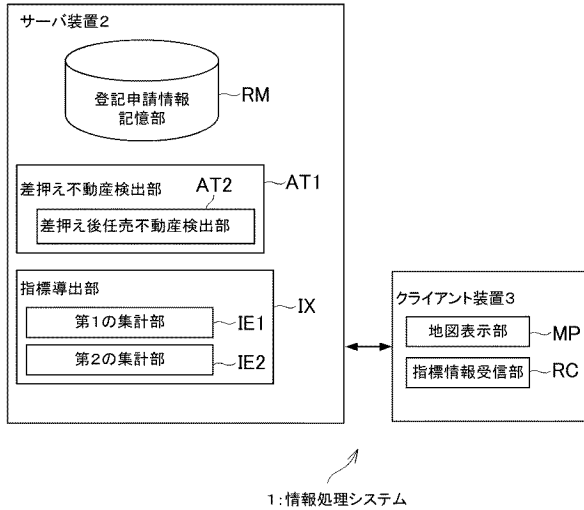 サーバ装置2
登記申請情報
記憶部
RM
差押え不動産検出部
AT2
AT1
差押え後任売不動産検出部
指標導出部
IX
第1の集計部
IE1
第2の集計部
IE2
クライアント装置3
地図表示部
MP
指標情報受信部
RC
1:情報処理システム